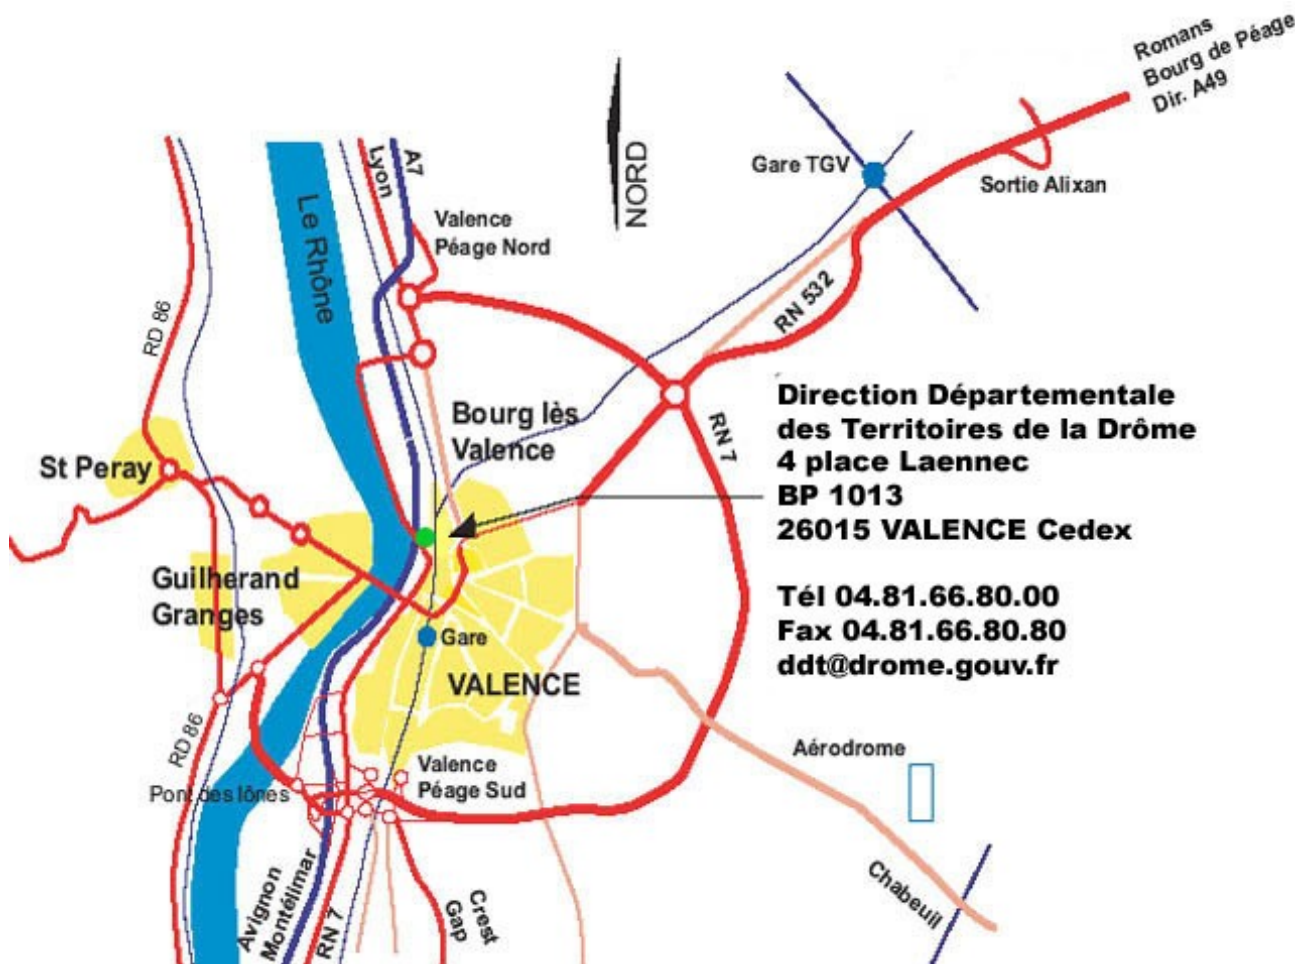 Romans
Bourg de Péage
Dir. A49
NORD
Gare TGV
Sortie Alixan
A7
Lyon
Valence
Péage Nord
Le Rhône
RD 86
RN 532
Bourg lès
Valence
RN 7
Direction Départementale
des Territoires de la Drôme
4 place Laennec
BP 1013
26015 VALENCE Cedex
Tél 04.81.66.80.00
Fax 04.81.66.80.80
ddt@drome.gouv.fr
St Peray
Guilherand
Granges
Gare
VALENCE
RD 86
Pont des lônes
Valence
Péage Sud
Aérodrome
Chabeuil
Avignon
Montélimar
RN 7
Crest
Gap